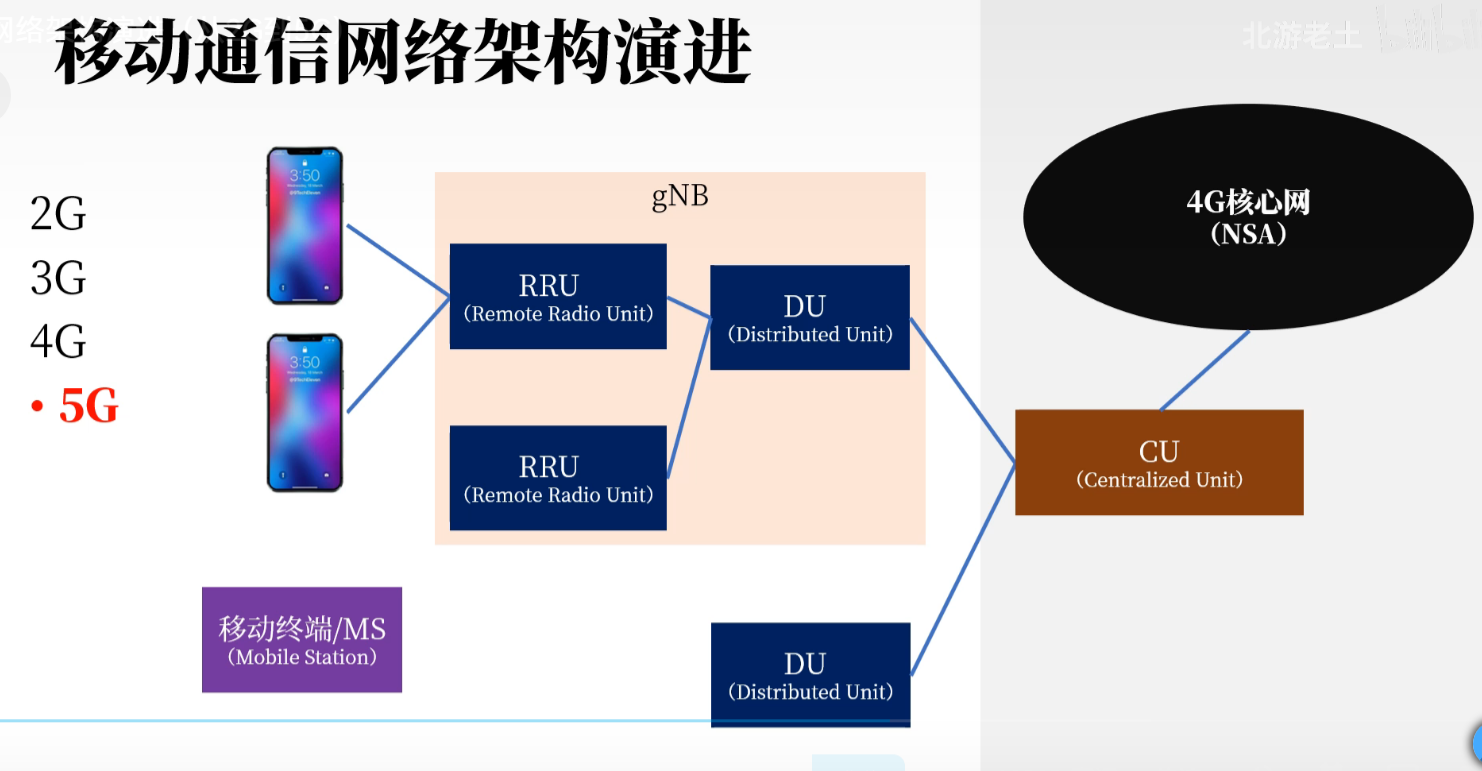 移动通信网络架构演进
北游老士
2G
3G
4G
• 5G
3:50
3:50
gNB
RRU
(Remote Radio Unit)
RRU
(Remote Radio Unit)
DU
(Distributed Unit)
DU
(Distributed Unit)
4G核心网
(NSA)
CU
(Centralized Unit)
移动终端/MS
(Mobile Station)